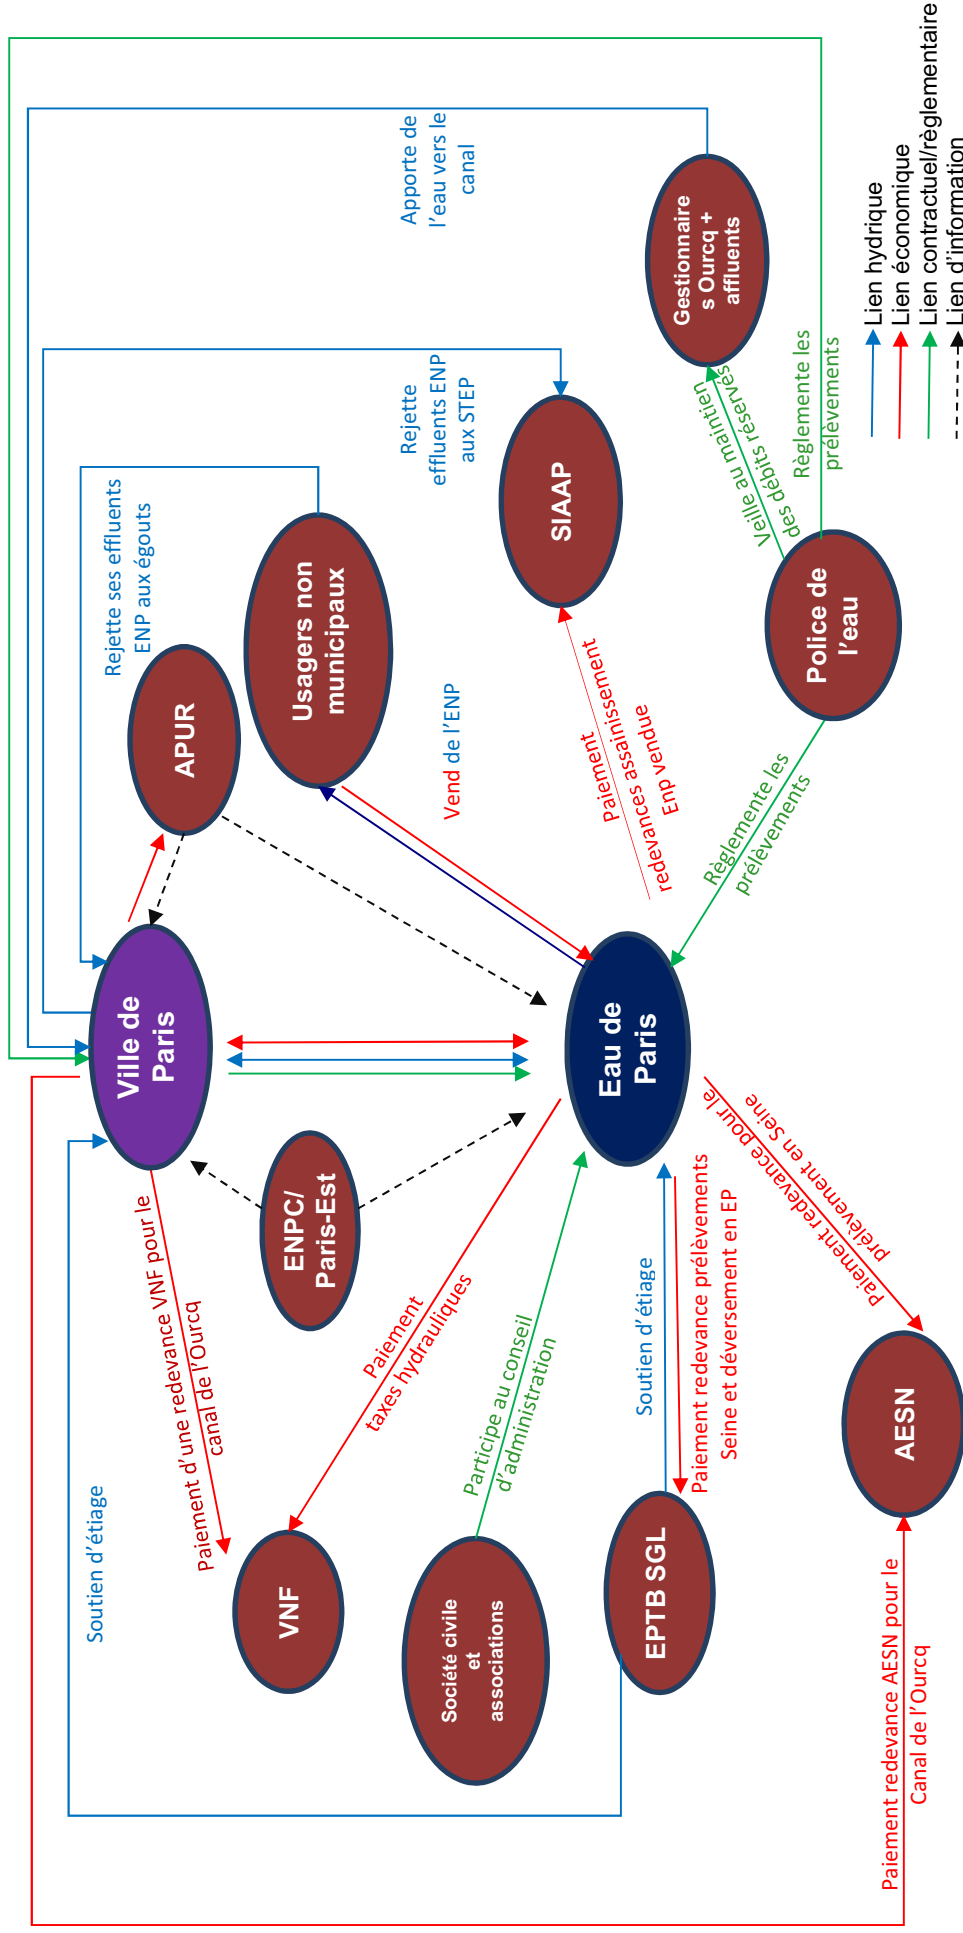 Soutien d'étiage
Paiement d'une redevance VNF pour le
canal de l'Ourcq
Ville de
Paris
APUR
Rejette ses effluents
ENP aux égouts
VNF
ENPC/
Paris-Est
Usagers non
municipaux
Paiement
taxes hydrauliques
Vend de l'ENP
Rejette
effluents ENP
aux STEP
Apporte de
l'eau vers le
canal
Société civile
et
associations
Participe au conseil
d'administration
SIAAP
Eau de
Paris
Paiement
redevances assainissement
Enp vendue
EPTB SGL
Soutien d'étiage
Paiement redevance prélèvements
Seine et déversement en EP
Gestionnaire
s Ourcq +
affluents
Veille au maintien
des débits réservés
Règlemente les
prélèvements
Règlemente les
prélèvements
Police de
l'eau
Paiement redevance pour le
prélèvement en Seine
AESN
Paiement redevance AESN pour le
Canal de l'Ourcq
Lien hydrique
Lien économique
Lien contractuel/règlementaire
Lien d'information